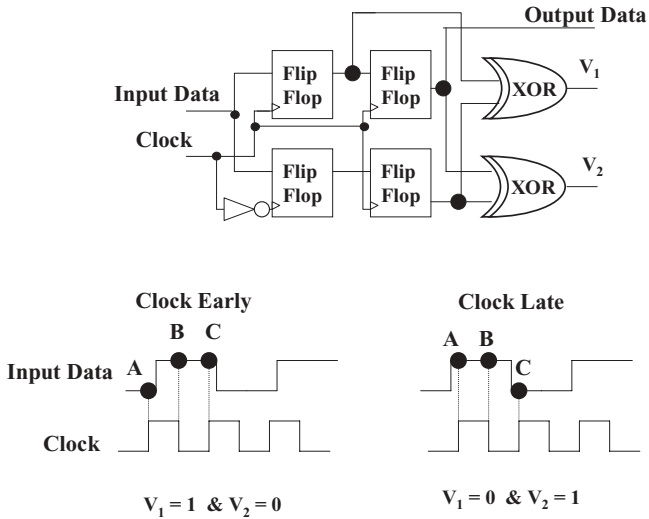 Output Data
V1
Flip Flop
Flip Flop
XOR
Input Data
Clock
V2
Flip Flop
Flip Flop
XOR
Clock Early
Clock Late
B C
A B
Input Data A
C
Clock
V1 = 1 & V2 = 0
V1 = 0 & V2 = 1